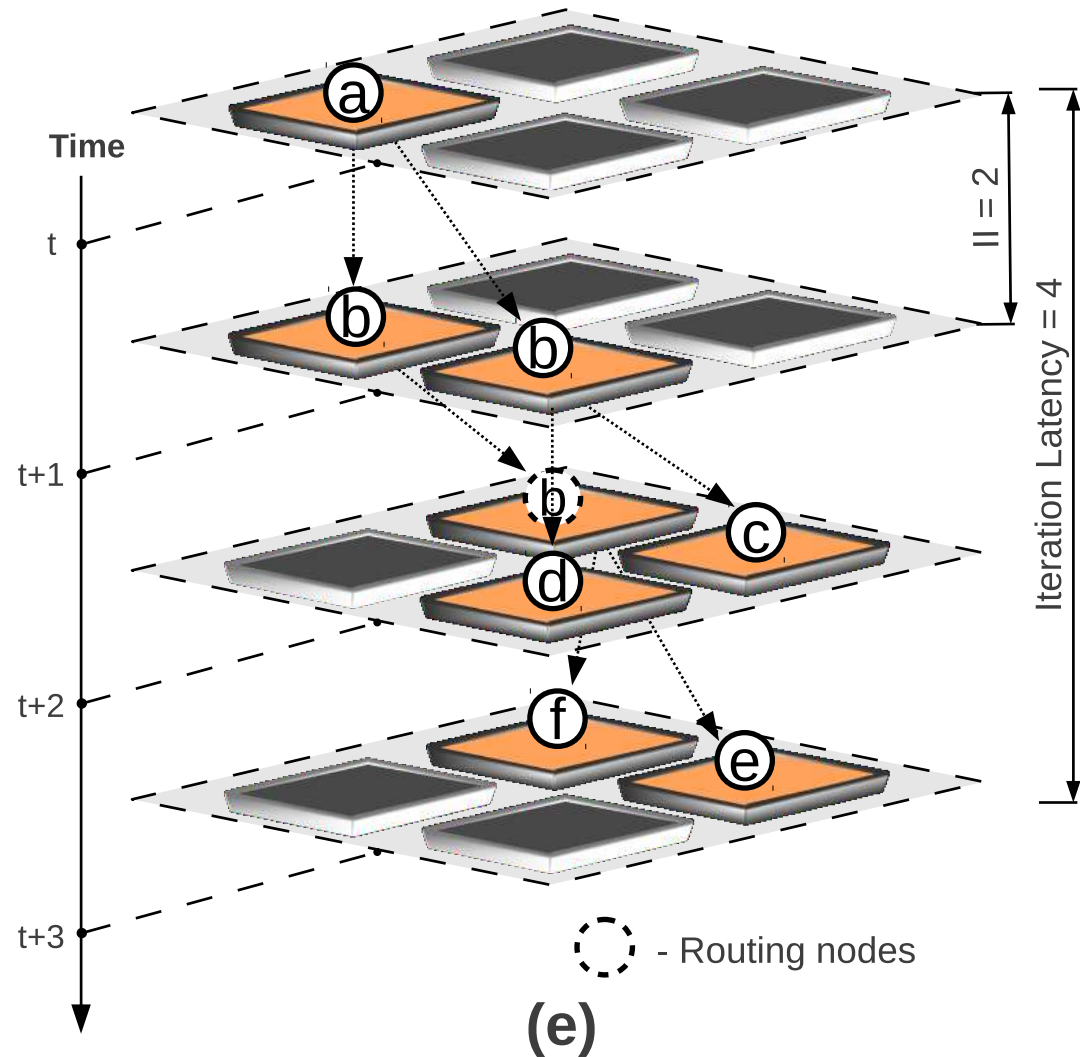 a
Time
t
II = 2
b
b
t+1
Iteration Latency = 4
b
c
d
t+2
f
e
t+3
- Routing nodes
(e)